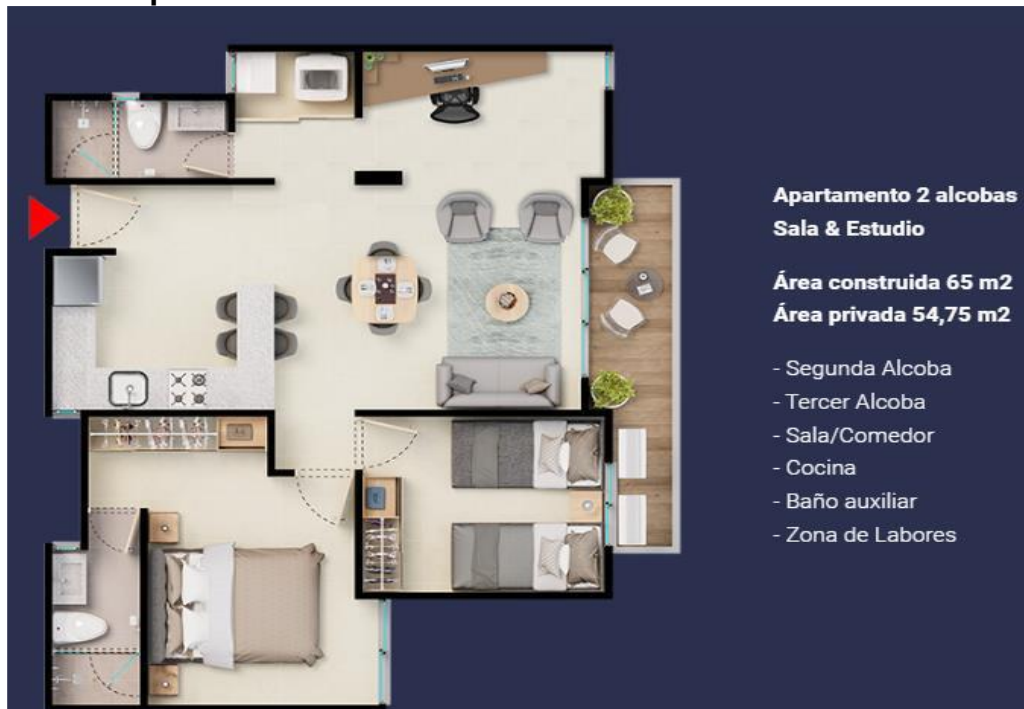 Apartamento 2 alcobas
Sala & Estudio
Área construida 65 m2
Área privada 54,75 m2
- Segunda Alcoba
- Tercer Alcoba
- Sala/Comedor
- Cocina
- Baño auxiliar
- Zona de Labores